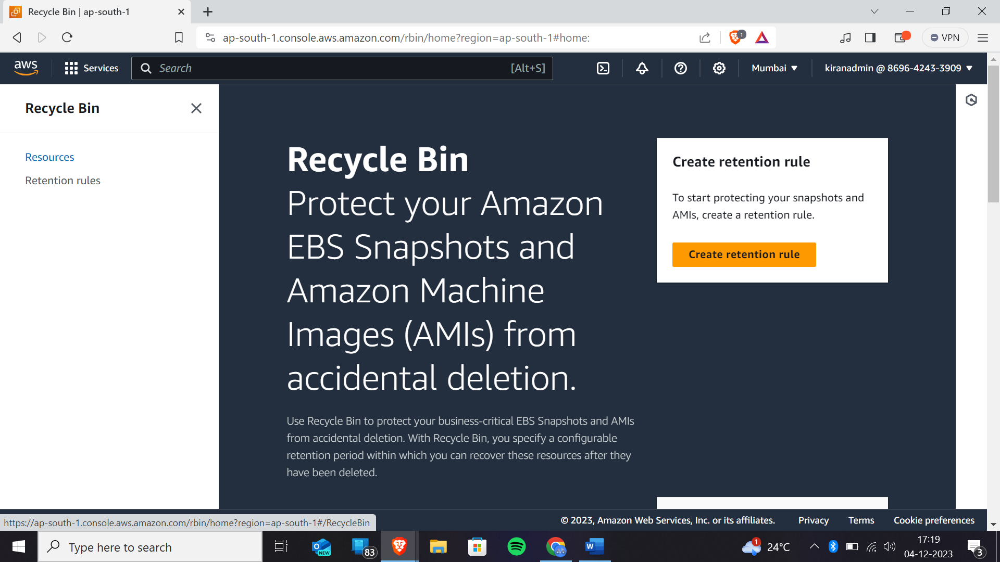 Recycle Bin | ap-south-1
ap-south-1.console.aws.amazon.com/rbin/home?region=ap-south-1#home:
1
VPN
aws
Services
Search
[Alt+S]
Mumbai
kiranadmin @ 8696-4243-3909
Recycle Bin
Resources
Retention rules
Recycle Bin
Protect your Amazon
EBS Snapshots and
Amazon Machine
Images (AMIs) from
accidental deletion.
Use Recycle Bin to protect your business-critical EBS Snapshots and AMIs
from accidental deletion. With Recycle Bin, you specify a configurable
retention period within which you can recover these resources after they
have been deleted.
Create retention rule
To start protecting your snapshots and
AMIs, create a retention rule.
Create retention rule
https://ap-south-1.console.aws.amazon.com/rbin/home?region=ap-south-1#/RecycleBin
© 2023, Amazon Web Services, Inc. or its affiliates.
Privacy
Terms
Cookie preferences
Type here to search
O
NEW
83
W
1
24°C
17:19
04-12-2023
3